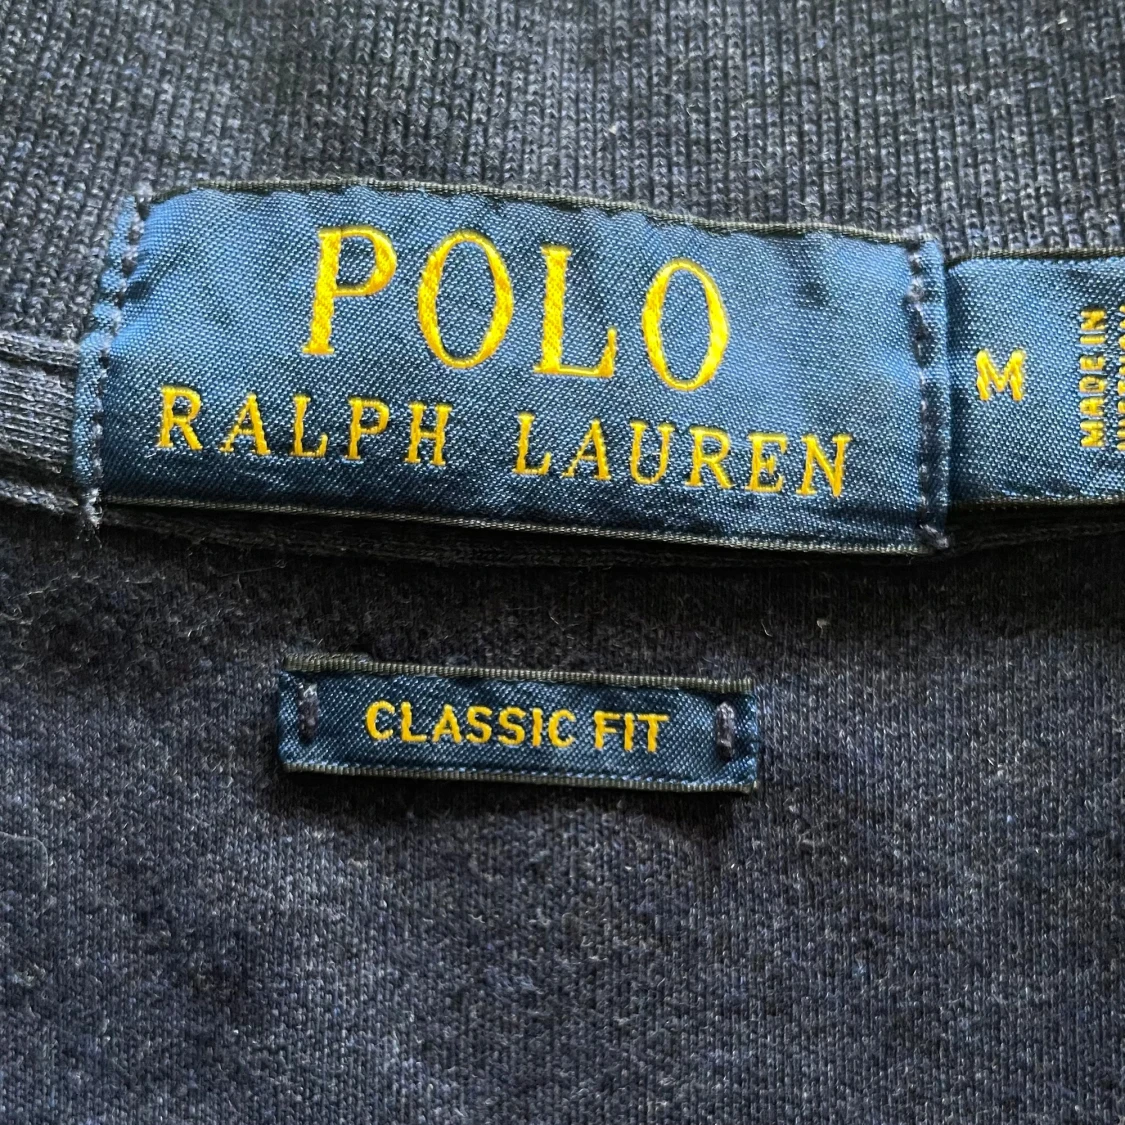 POLO
RALPH LAUREN
M
MADE IN
CLASSIC FIT